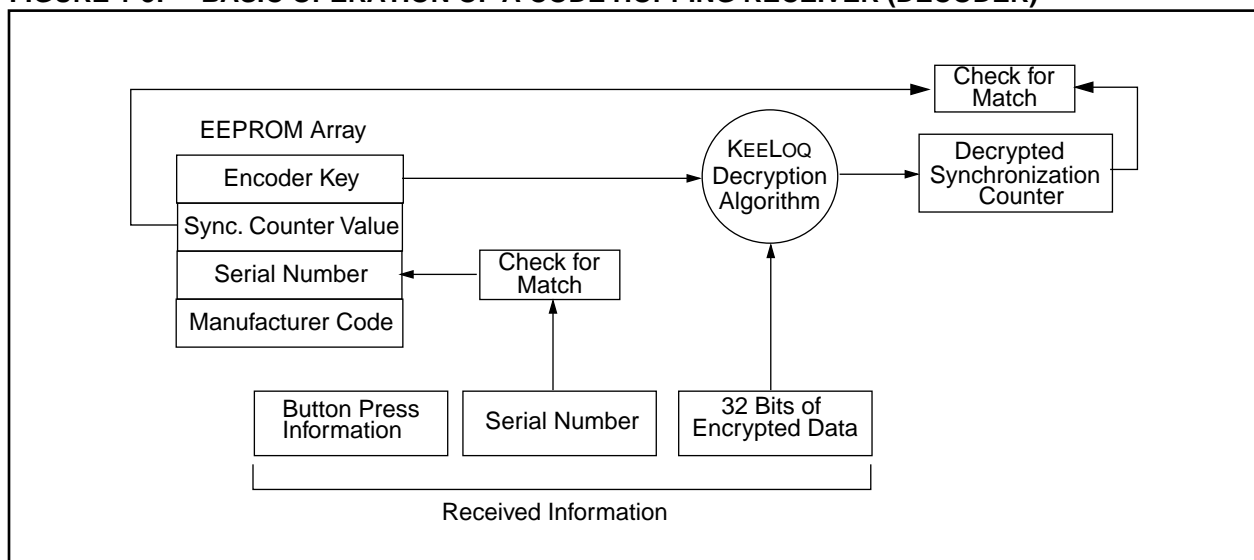 Check for
Match
EEPROM Array
KEELOQ
Decryption
Algorithm
Decrypted
Synchronization
Counter
Encoder Key
Sync. Counter Value
Serial Number
Manufacturer Code
Check for
Match
Button Press
Information
Serial Number
32 Bits of
Encrypted Data
Received Information